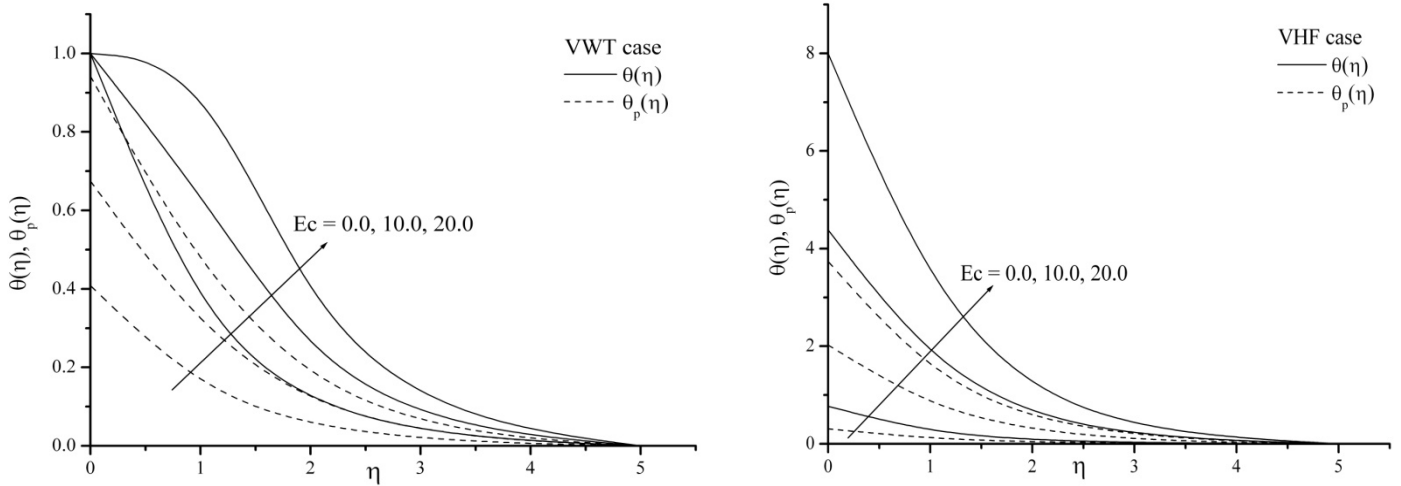 VWT case
θ(η)
θp(η)
Ec = 0.0, 10.0, 20.0
θ(η), θp(η)
1.0
0.8
0.6
0.4
0.2
0.0
0 1 2 3 4 5
η
VHF case
θ(η)
θp(η)
Ec = 0.0, 10.0, 20.0
θ(η), θp(η)
8
6
4
2
0
0 1 2 3 4 5
η